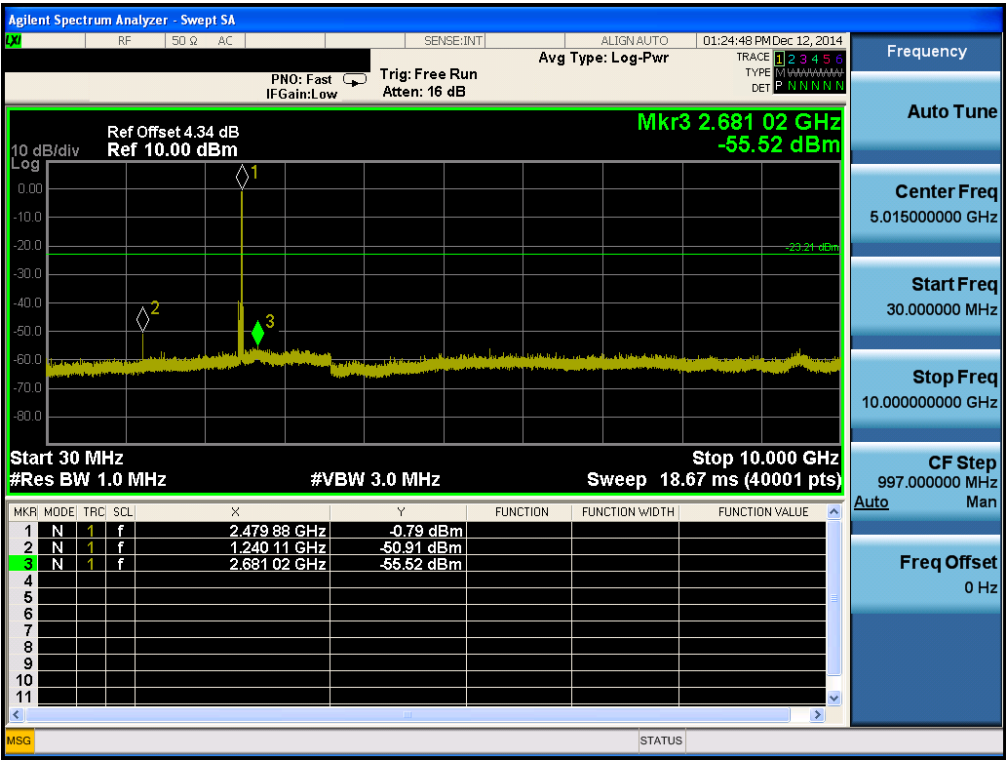 Agilent Spectrum Analyzer - Swept SA
LXI RF 50 Ω AC SENSE:INT ALIGN AUTO 01:24:48 PM Dec 12, 2014
Avg Type: Log-Pwr
TRACE 1 2 3 4 5 6
TYPE M
DET P N N N N N
PNO: Fast
IFGain:Low
Trig: Free Run
Atten: 16 dB
Mkr3 2.681 02 GHz
-55.52 dBm
Ref Offset 4.34 dB
10 dB/div Ref 10.00 dBm
Log
1
0.00
-10.0
-20.0
-23.21 dBm
-30.0
-40.0
2
3
-50.0
-60.0
-70.0
-80.0
Start 30 MHz Stop 10.000 GHz
#Res BW 1.0 MHz #VBW 3.0 MHz Sweep 18.67 ms (40001 pts)
MKR MODE TRC SCL X Y FUNCTION FUNCTION WIDTH FUNCTION VALUE
1 N 1 f 2.479 88 GHz -0.79 dBm
2 N 1 f 1.240 11 GHz -50.91 dBm
3 N 1 f 2.681 02 GHz -55.52 dBm
4
5
6
7
8
9
10
11
MSG STATUS
Frequency
Auto Tune
Center Freq
5.015000000 GHz
Start Freq
30.000000 MHz
Stop Freq
10.000000000 GHz
CF Step
997.000000 MHz
Auto Man
Freq Offset
0 Hz